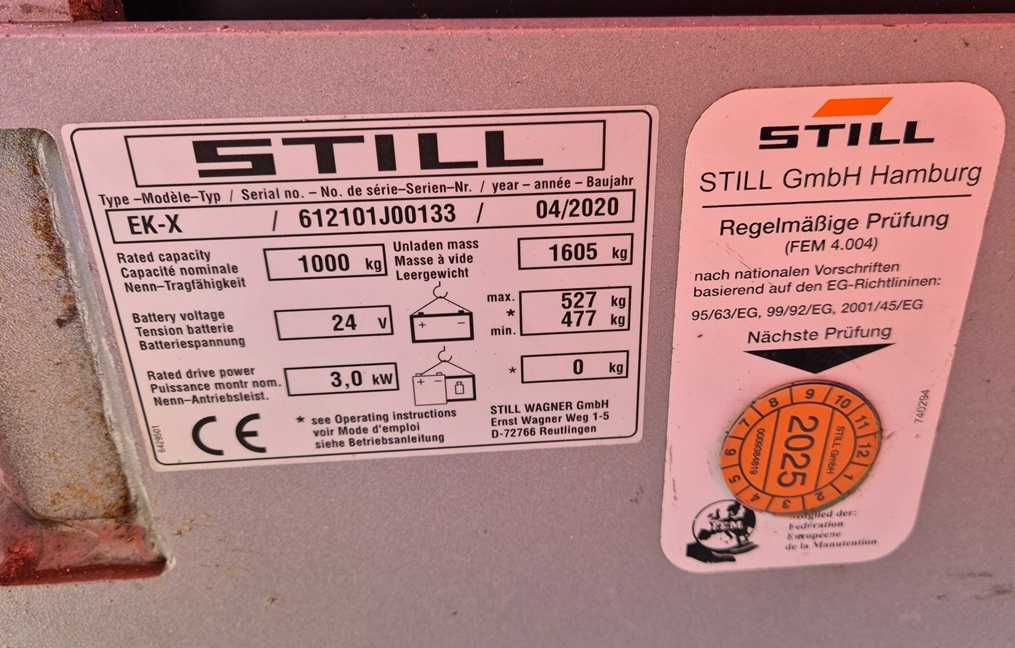 STILL
Type –Modèle–Typ / Serial no. – No. de série–Serien–Nr. / year – année – Baujahr
EK-X / 612101J00133 / 04/2020
Rated capacity
Capacité nominale
Nenn–Tragfähigkeit
1000 kg
Unladen mass
Masse à vide
Leergewicht
1605 kg
Battery voltage
Tension batterie
Batteriespannung
24 V
+ –
max. 527 kg
*
min. 477 kg
Rated drive power
Puissance montr nom.
Nenn–Antriebsleist.
3,0 kW
+ –
* 0 kg
CE
* see Operating instructions
voir Mode d'emploi
siehe Betriebsanleitung
STILL WAGNER GmbH
Ernst Wagner Weg 1-5
D-72766 Reutlingen
STILL
STILL GmbH Hamburg
Regelmäßige Prüfung
(FEM 4.004)
nach nationalen Vorschriften
basierend auf den EG-Richtlininen:
95/63/EG, 99/92/EG, 2001/45/EG
Nächste Prüfung
1 2 3 4 5 6 7 8 9 10 11 12
STILL GmbH
2025
740294
FEM
Mitglied der:
Fédération
Européene
de la Manutention